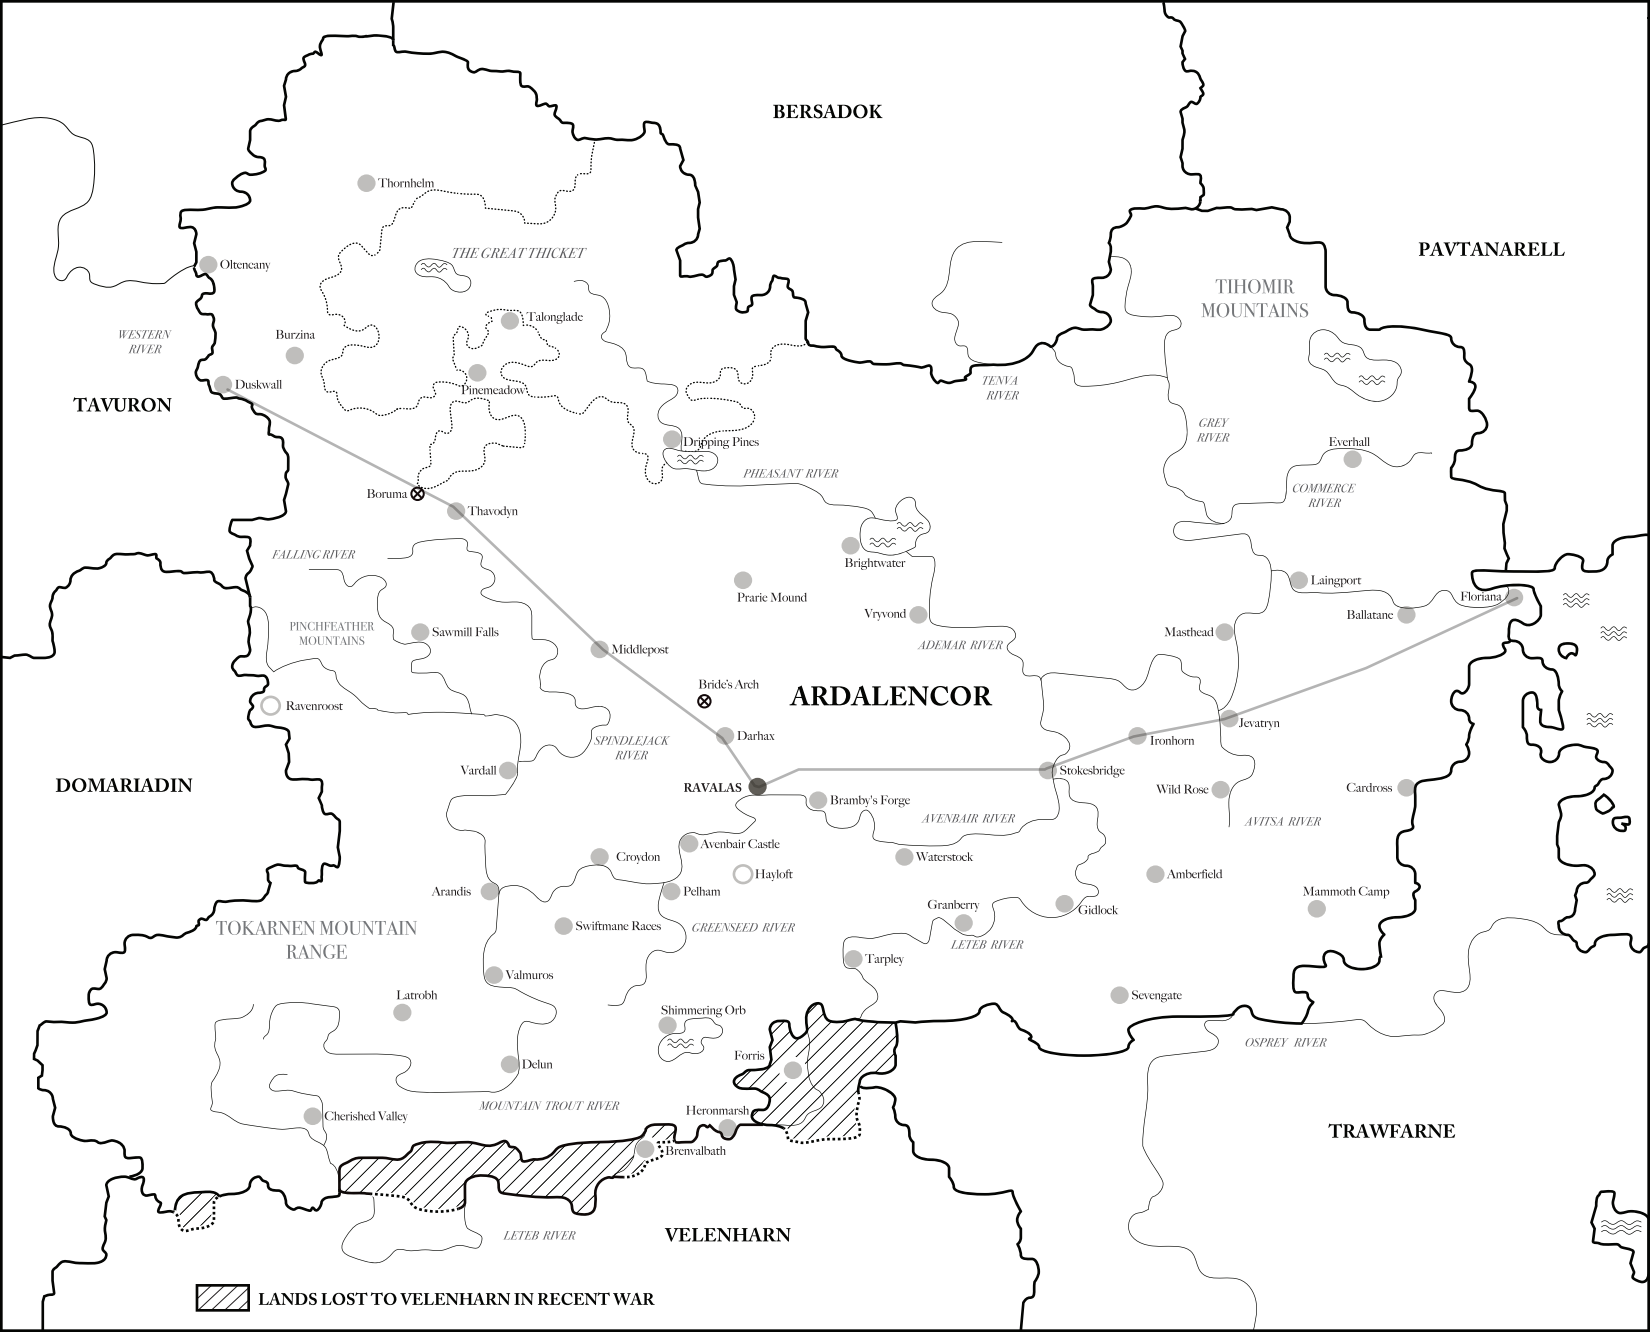 BERSADOK
Thornhelm
PAVTANARELL
THE GREAT THICKET
Olteneany
TIHOMIR
MOUNTAINS
Talonglade
WESTERN
RIVER
Burzina
Duskwall
TENVA
RIVER
Pinemeadow
TAVURON
GREY
RIVER
Dripping Pines
Everhall
PHEASANT RIVER
COMMERCE
RIVER
Boruma
Thavodyn
FALLING RIVER
Brightwater
Laingport
Prarie Mound
Floriana
Vryvond
Ballatane
PINCHFEATHER
MOUNTAINS
Sawmill Falls
Masthead
ADEMAR RIVER
Middlepost
Bride's Arch
ARDALENCOR
Ravenroost
Jevatryn
Darhax
Ironhorn
SPINDLEJACK
RIVER
Vardall
Stokesbridge
DOMARIADIN
RAVALAS
Wild Rose
Cardross
Bramby's Forge
AVENBAIR RIVER
AVITSA RIVER
Avenbair Castle
Croydon
Waterstock
Hayloft
Amberfield
Arandis
Pelham
Mammoth Camp
Granberry
Gidlock
TOKARNEN MOUNTAIN
RANGE
Swiftmane Races
GREENSEED RIVER
LETEB RIVER
Tarpley
Valmuros
Latrobh
Sevengate
Shimmering Orb
OSPREY RIVER
Forris
Delun
MOUNTAIN TROUT RIVER
Heronmarsh
Cherished Valley
TRAWFARNE
Brenvalbath
LETEB RIVER
VELENHARN
LANDS LOST TO VELENHARN IN RECENT WAR